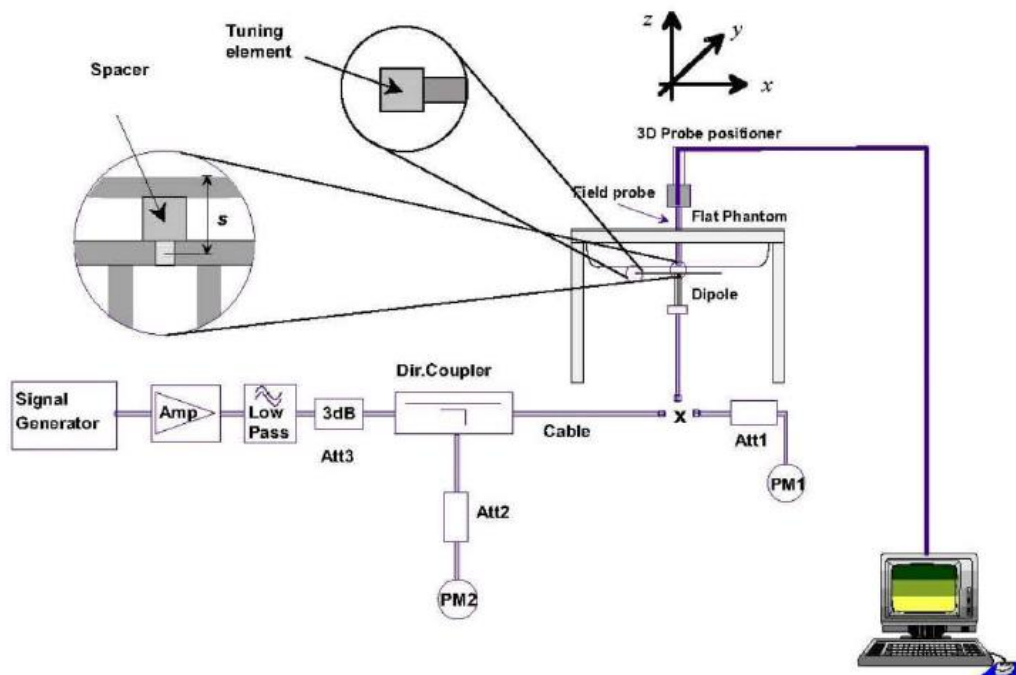 z
y
x
Tuning
element
Spacer
s
3D Probe positioner
Field probe
Flat Phantom
Dipole
Signal
Generator
Amp
Low
Pass
3dB
Att3
Dir.Coupler
Cable
x
Att1
PM1
Att2
PM2